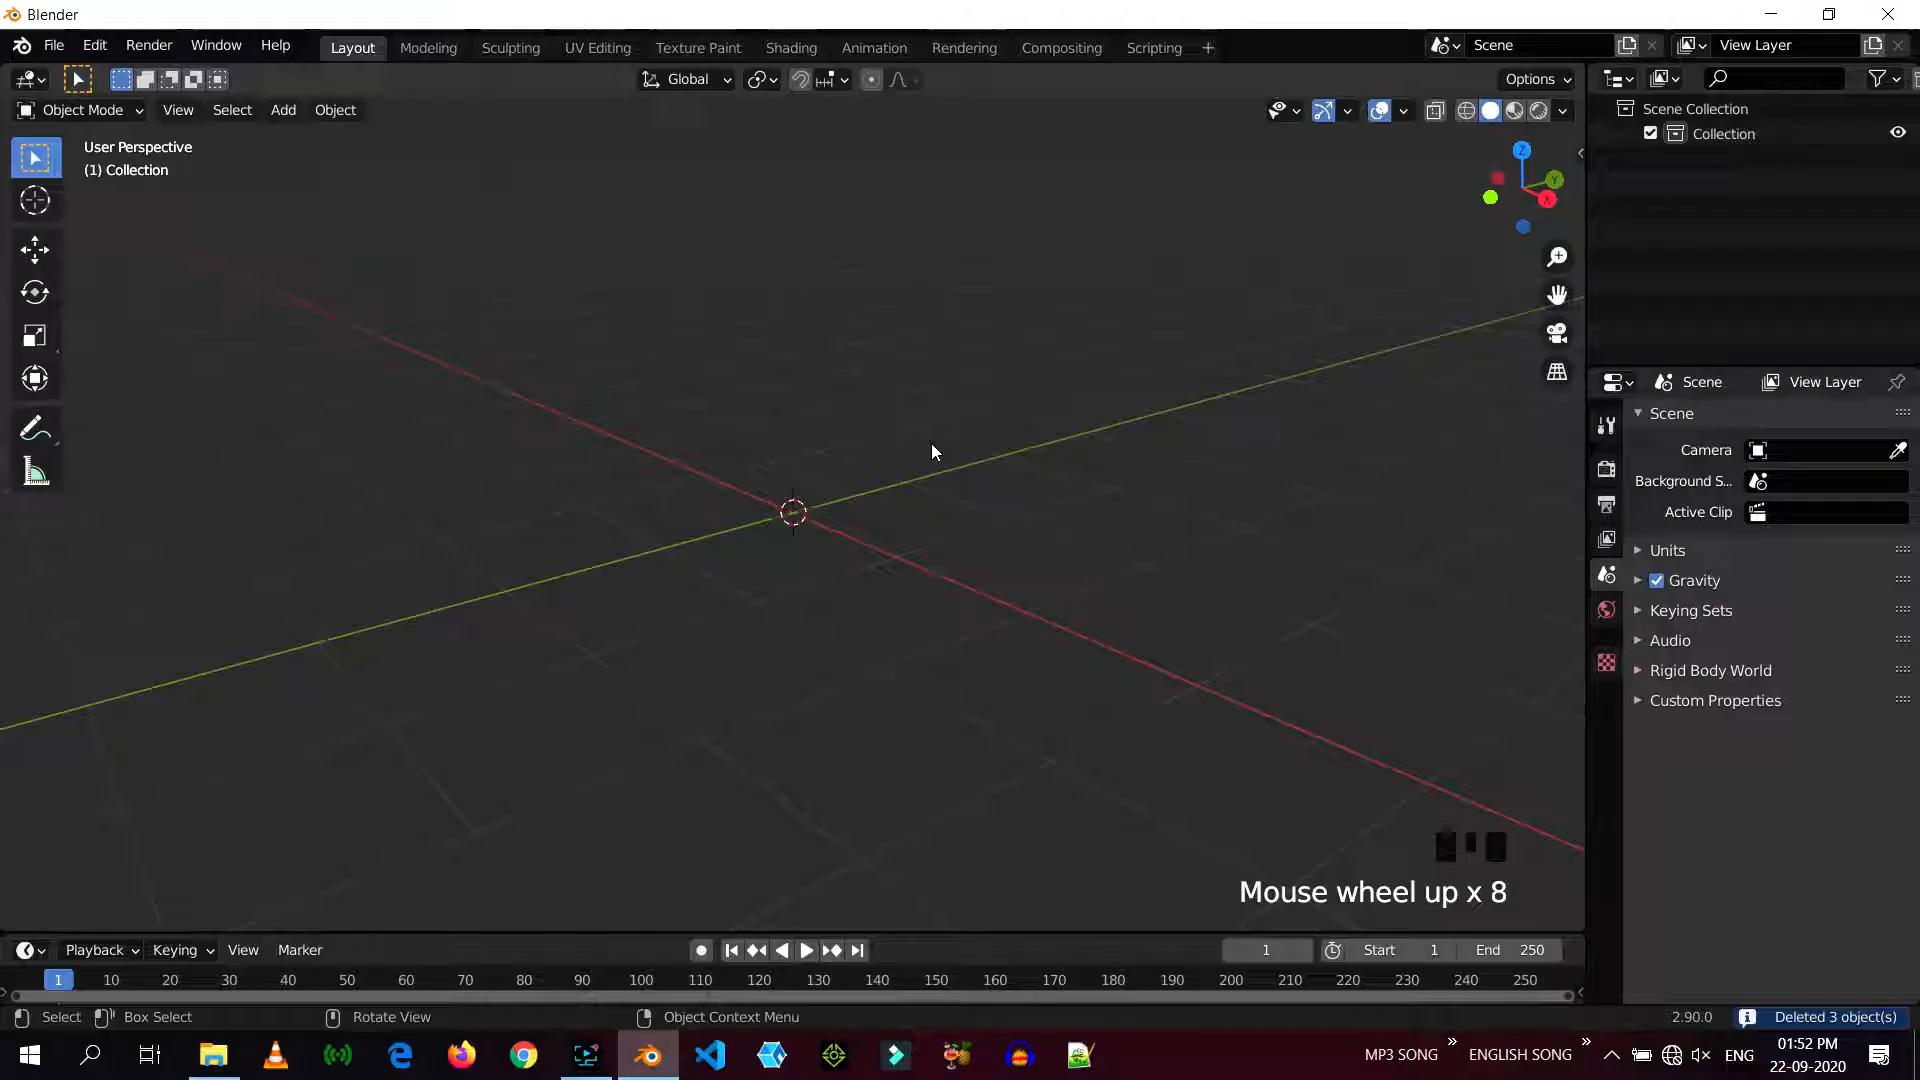 Blender
File Edit Render Window Help Layout Modeling Sculpting UV Editing Texture Paint Shading Animation Rendering Compositing Scripting + Scene View Layer
Global Options
Object Mode View Select Add Object
Scene Collection
Collection
User Perspective
(1) Collection
Z
Y
X
Scene View Layer
Scene
Camera
Background S...
Active Clip
Units
Gravity
Keying Sets
Audio
Rigid Body World
Custom Properties
Mouse wheel up x 8
Playback Keying View Marker 1 Start 1 End 250
1 10 20 30 40 50 60 70 80 90 100 110 120 130 140 150 160 170 180 190 200 210 220 230 240 250
Select Box Select Rotate View Object Context Menu 2.90.0 Deleted 3 object(s)
MP3 SONG ENGLISH SONG ENG 01:52 PM
22-09-2020